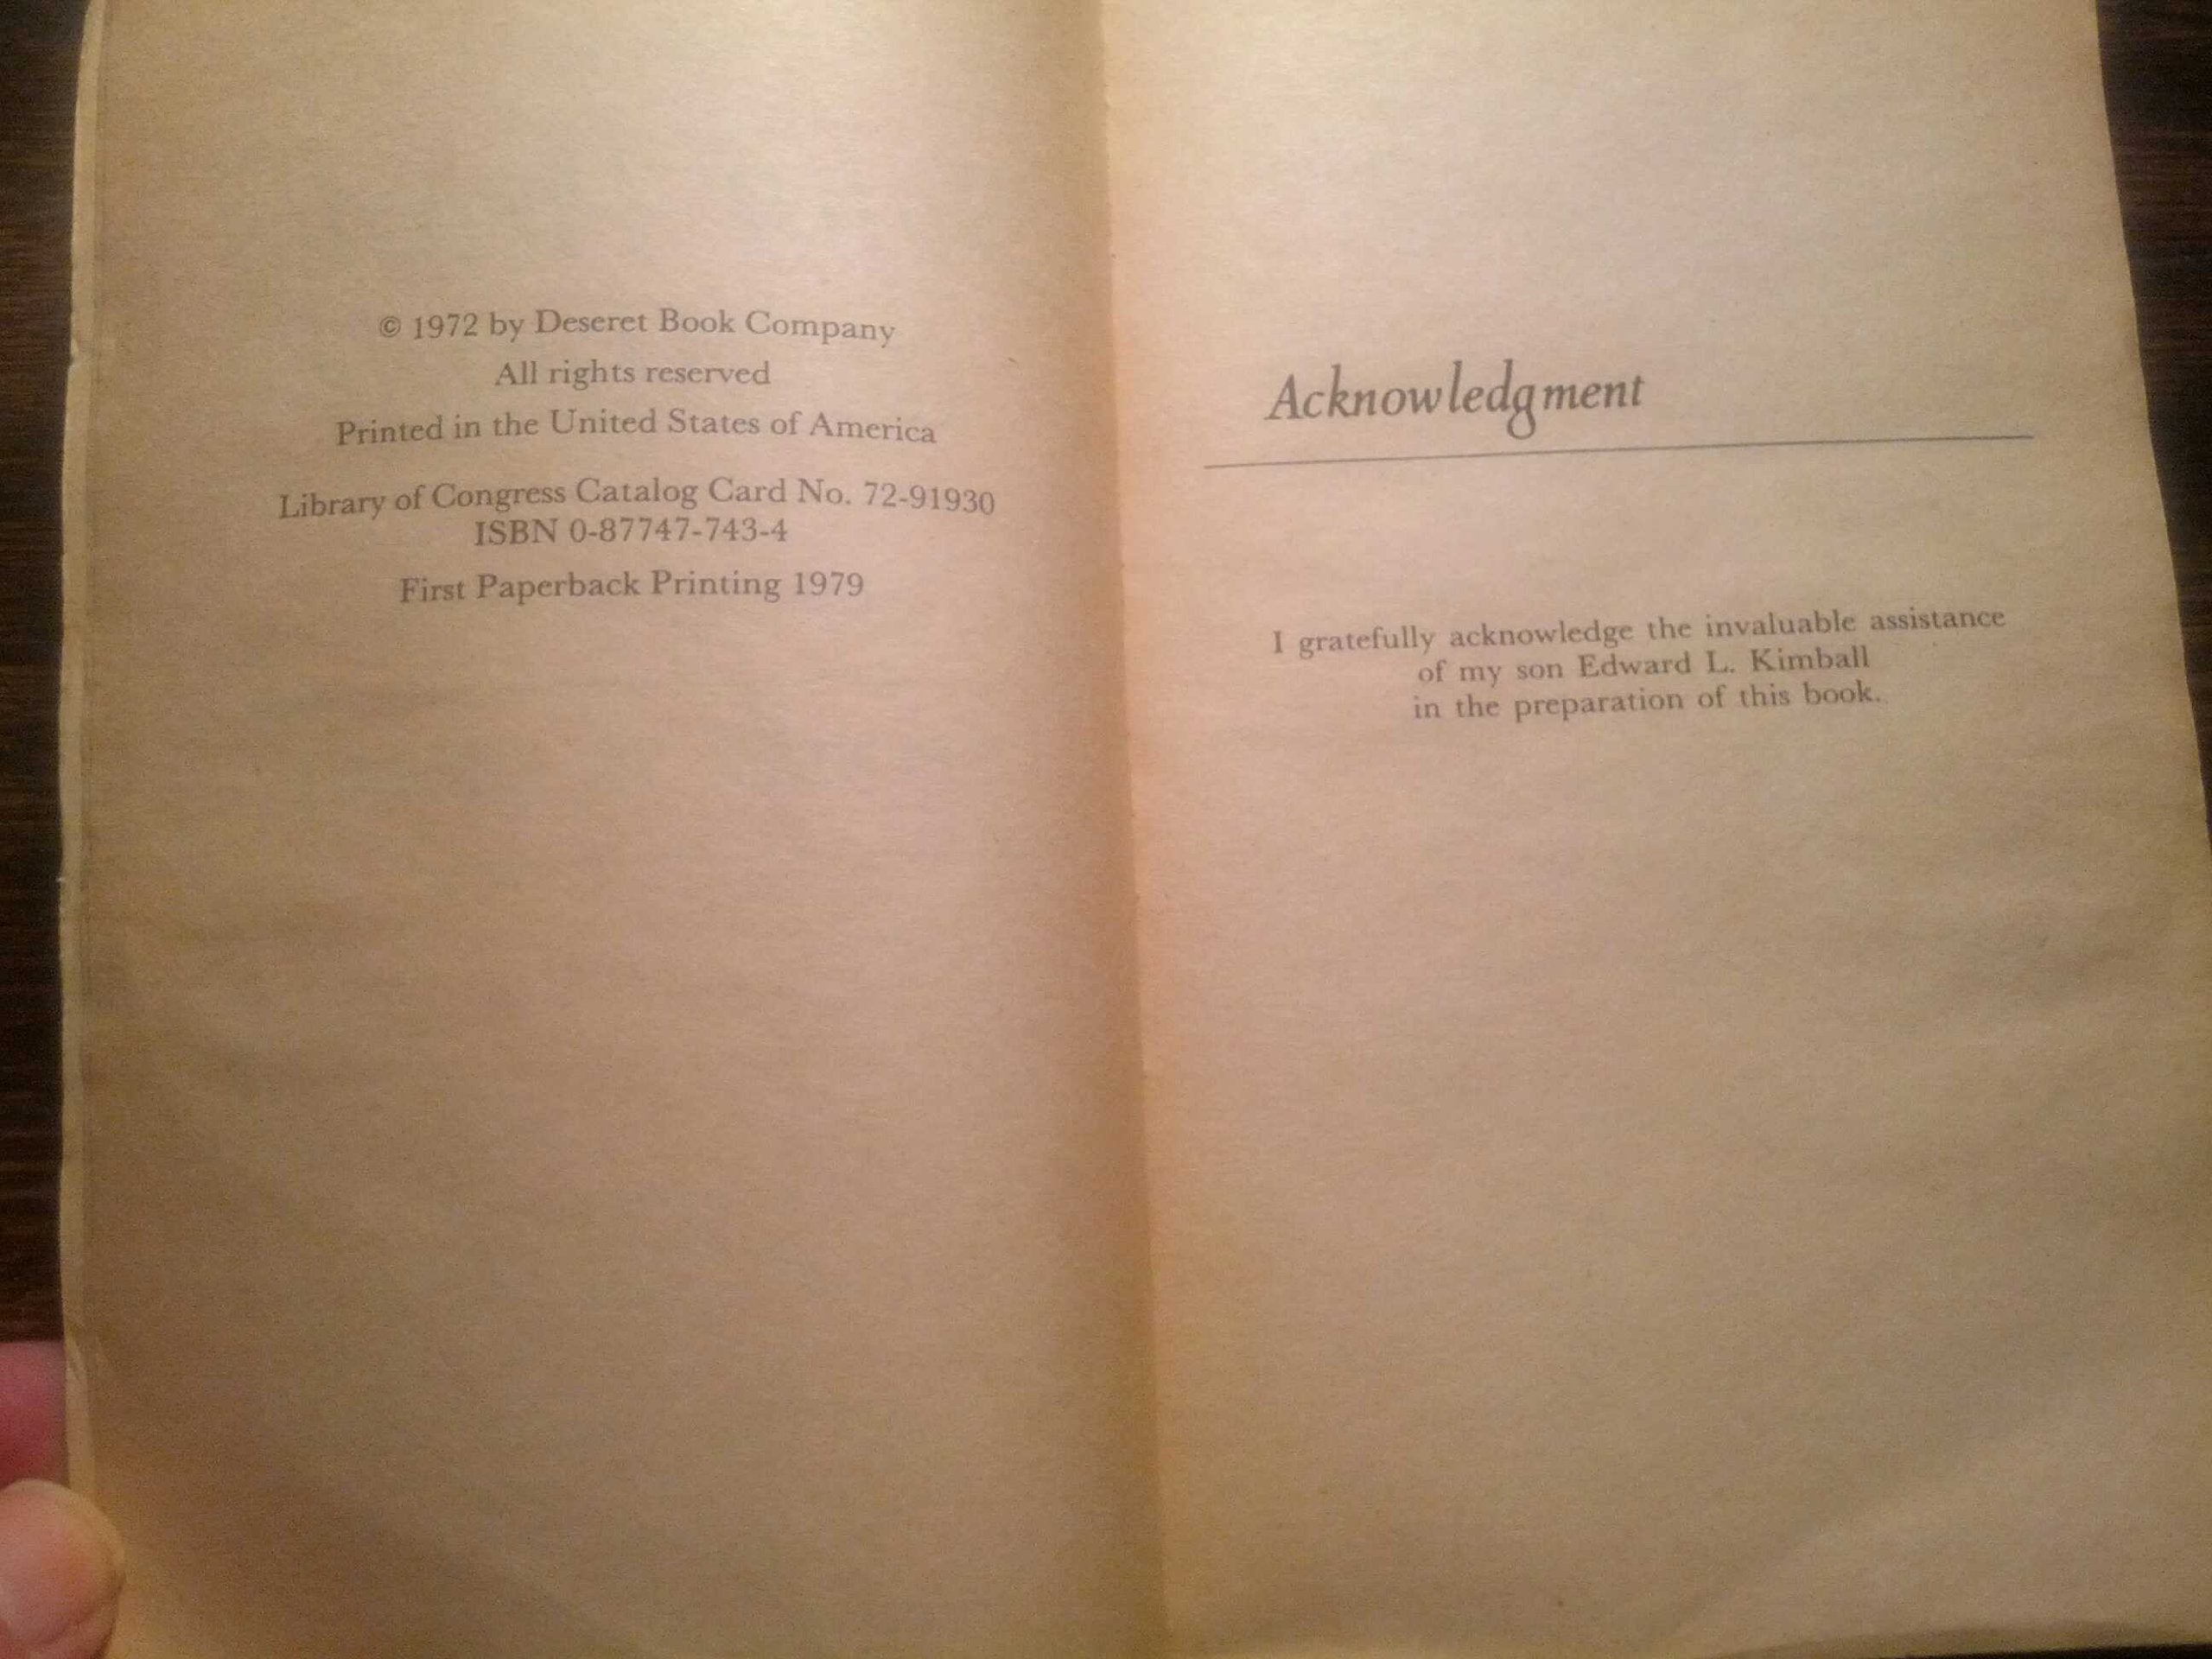 © 1972 by Deseret Book Company
All rights reserved
Printed in the United States of America
Library of Congress Catalog Card No. 72-91930
ISBN 0-87747-743-4
First Paperback Printing 1979
Acknowledgment
I gratefully acknowledge the invaluable assistance
of my son Edward L. Kimball
in the preparation of this book.